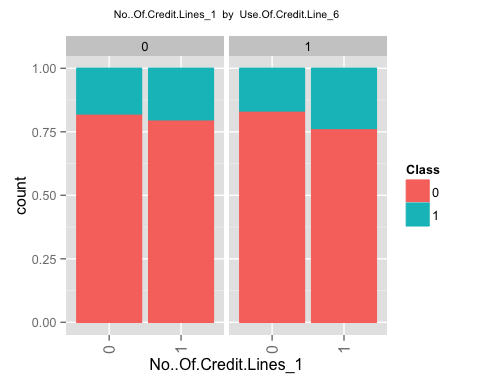 No..Of.Credit.Lines_1 by Use.Of.Credit.Line_6
0 1
1.00
0.75
0.50
0.25
0.00
count
0 1 0 1
No..Of.Credit.Lines_1
Class
0
1